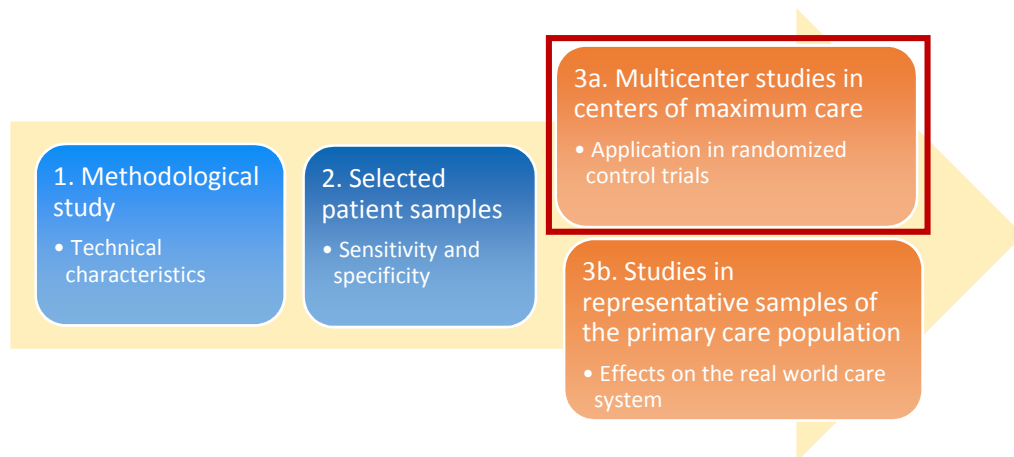 1. Methodological
study
• Technical
characteristics
2. Selected
patient samples
• Sensitivity and
specificity
3a. Multicenter studies in
centers of maximum care
• Application in randomized
control trials
3b. Studies in
representative samples of
the primary care population
• Effects on the real world care
system